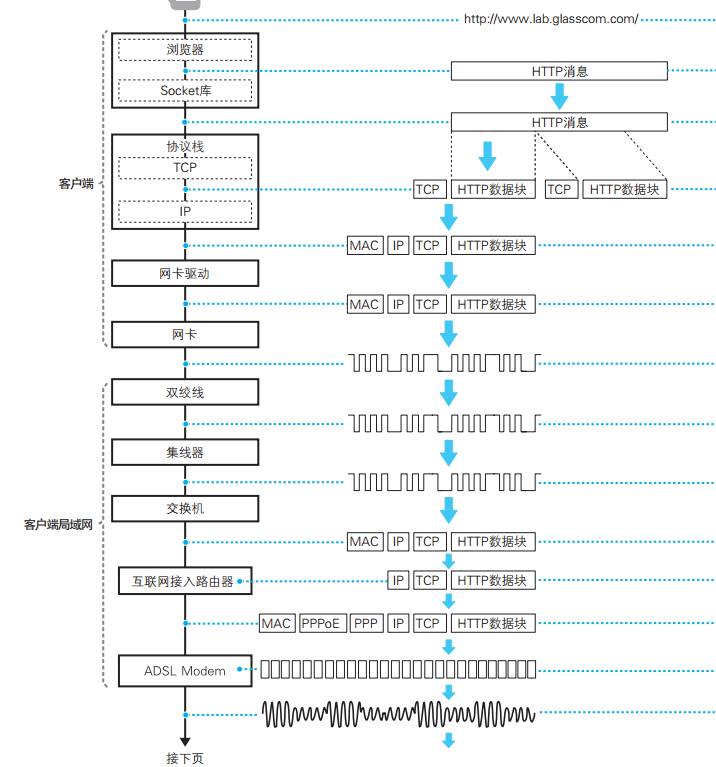 http://www.lab.glasscom.com/
浏览器
HTTP消息
Socket库
HTTP消息
协议栈
TCP
客户端
TCP HTTP数据块 TCP HTTP数据块
IP
MAC IP TCP HTTP数据块
网卡驱动
MAC IP TCP HTTP数据块
网卡
双绞线
集线器
交换机
客户端局域网
MAC IP TCP HTTP数据块
互联网接入路由器 IP TCP HTTP数据块
MAC PPPoE PPP IP TCP HTTP数据块
ADSL Modem
接下页